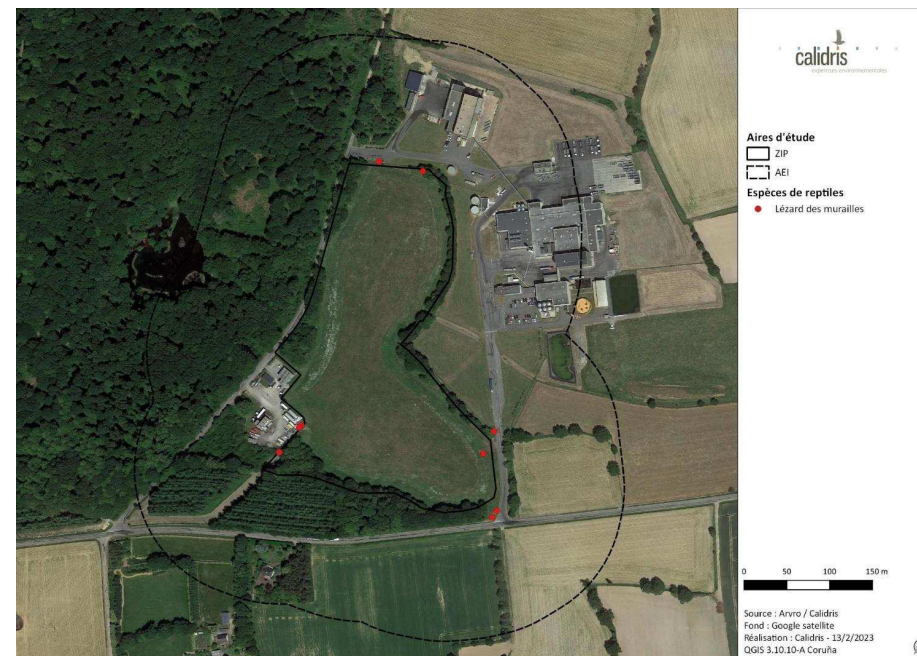 calidris
expertises environnementales
Aires d'étude
ZIP
AEI
Espèces de reptiles
Lézard des murailles
0 50 100 150 m
Source : Arvro / Calidris
Fond : Google satellite
Réalisation : Calidris - 13/2/2023
QGIS 3.10.10-A Coruña